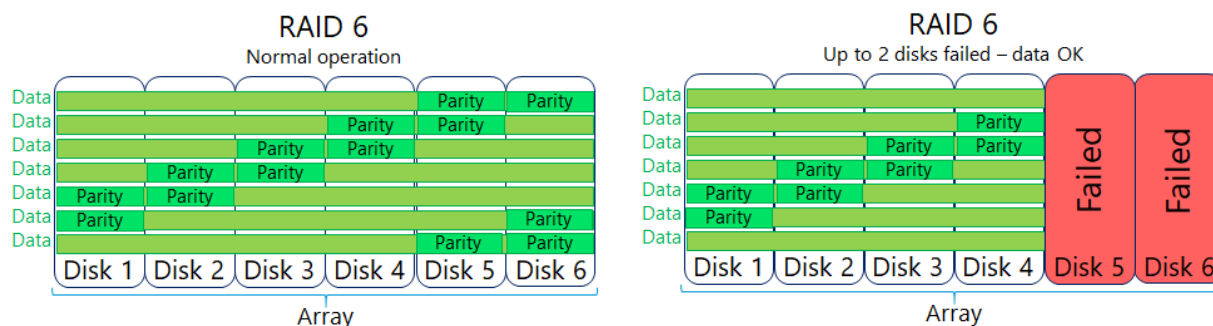 RAID 6
Normal operation
Data Parity Parity
Data Parity Parity
Data Parity Parity
Data Parity Parity
Data Parity Parity
Data Parity Parity
Data Parity Parity
Disk 1 Disk 2 Disk 3 Disk 4 Disk 5 Disk 6
Array
RAID 6
Up to 2 disks failed – data OK
Data
Data Parity
Data Parity Parity
Data Parity Parity
Data Parity Parity
Data Parity
Data
Failed Failed
Disk 1 Disk 2 Disk 3 Disk 4 Disk 5 Disk 6
Array